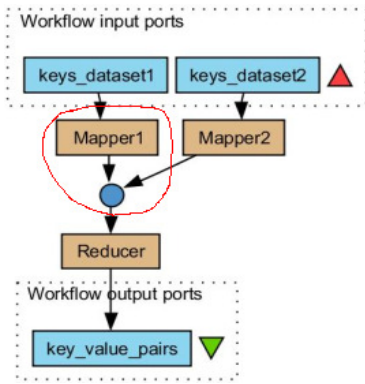 Workflow input ports
keys_dataset1 keys_dataset2
Mapper1 Mapper2
Reducer
Workflow output ports
key_value_pairs